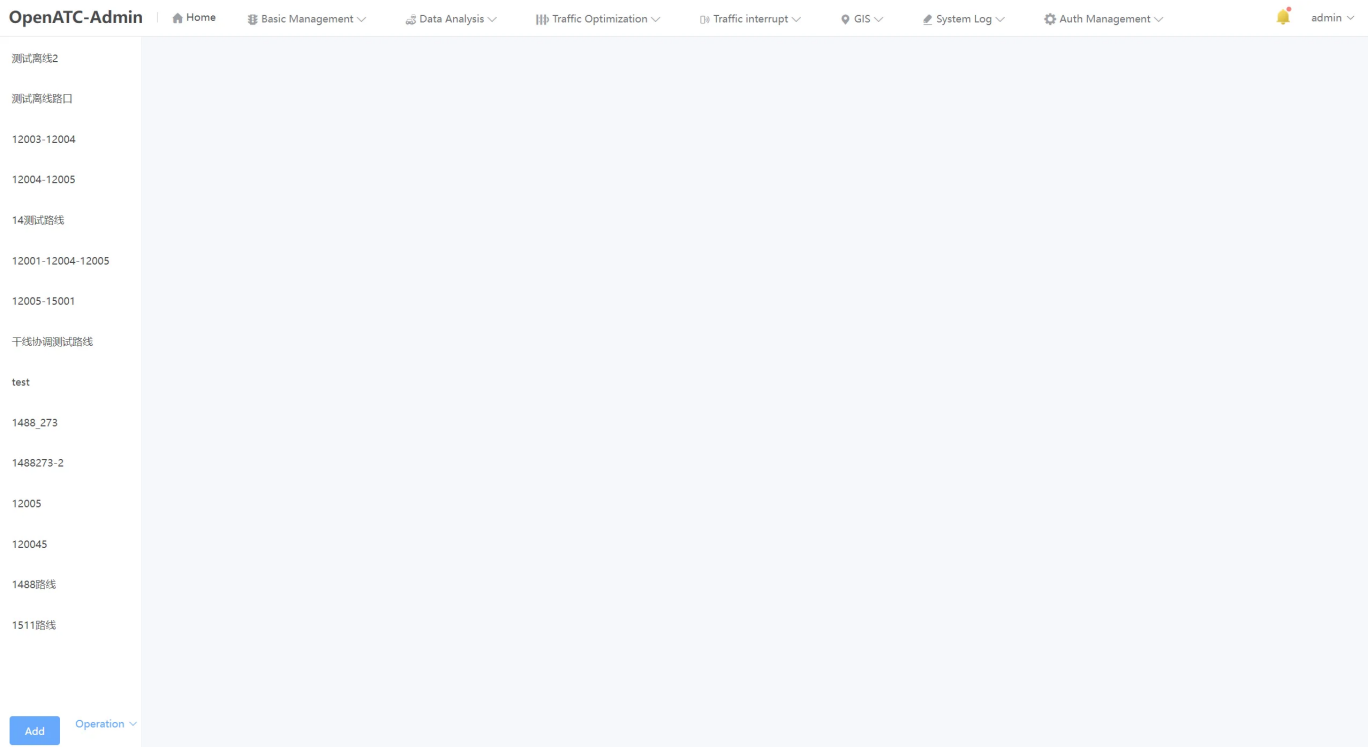 OpenATC-Admin
Home
Basic Management
Data Analysis
Traffic Optimization
Traffic interrupt
GIS
System Log
Auth Management
admin
测试离线2
测试离线路口
12003-12004
12004-12005
14测试路线
12001-12004-12005
12005-15001
干线协调测试路线
test
1488_273
1488273-2
12005
120045
1488路线
1511路线
Add
Operation